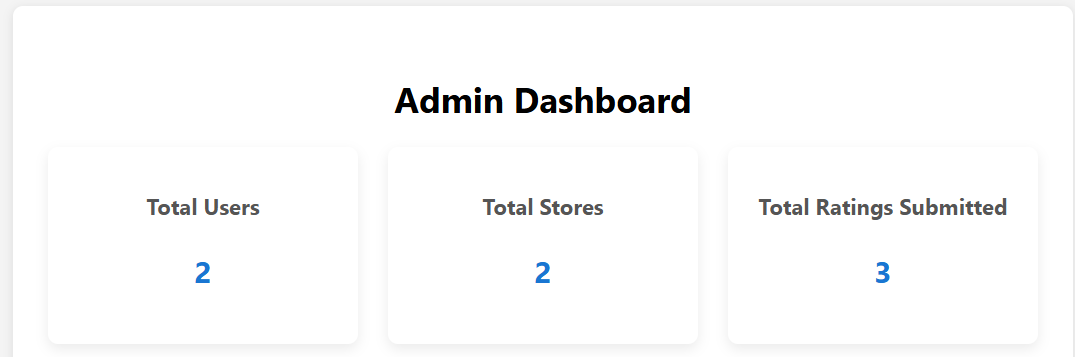 Admin Dashboard
Total Users
2
Total Stores
2
Total Ratings Submitted
3